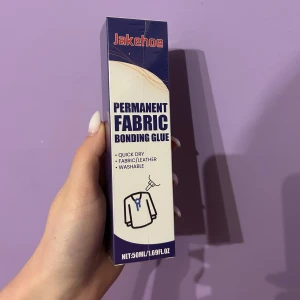 Jakehoe
PERMANENT
FABRIC
BONDING GLUE
• QUICK DRY
• FABRIC/LEATHER
• WASHABLE
NET:50ML/1.69FL.OZ